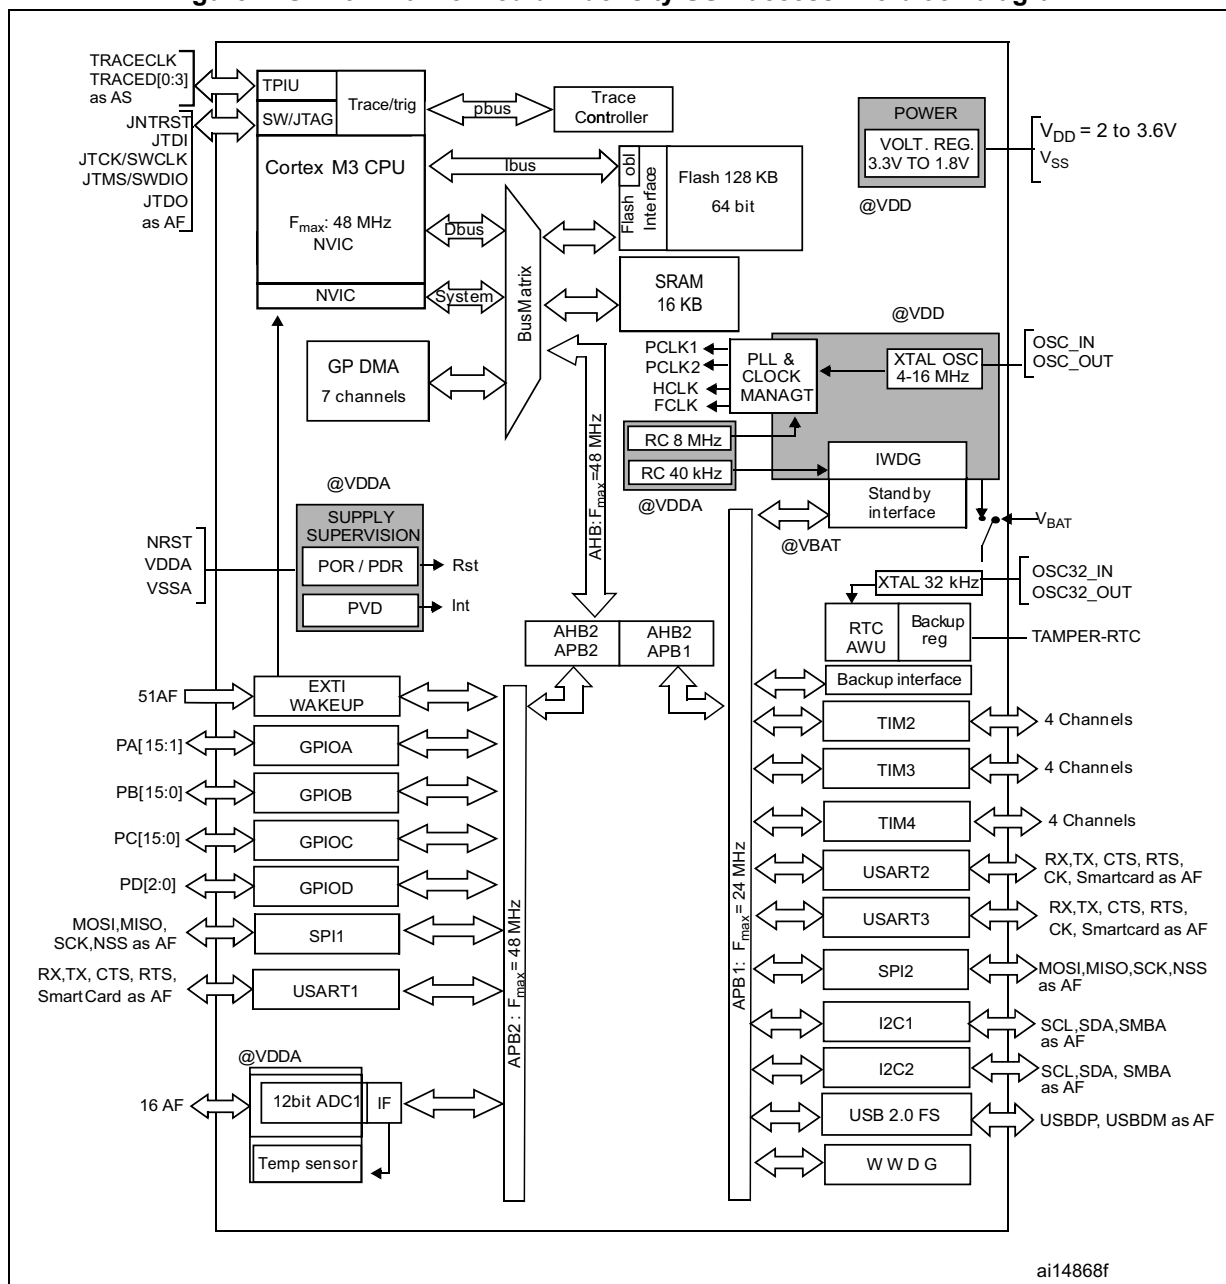 TRACECLK
TRACED[0:3]
as AS
JNTRST
JTDI
JTCK/SWCLK
JTMS/SWDIO
JTDO
as AF
TPIU
SW/JTAG
Trace/trig
pbus
Trace
Controller
Cortex M3 CPU
Fmax: 48 MHz
NVIC
NVIC
Ibus
Dbus
System
BusMatrix
obl
Flash
Interface
Flash 128 KB
64 bit
SRAM
16 KB
POWER
VOLT. REG.
3.3V TO 1.8V
@VDD
VDD = 2 to 3.6V
VSS
GP DMA
7 channels
AHB: Fmax=48 MHz
@VDD
PCLK1
PCLK2
HCLK
FCLK
PLL &
CLOCK
MANAGT
XTAL OSC
4-16 MHz
OSC_IN
OSC_OUT
RC 8 MHz
RC 40 kHz
@VDDA
IWDG
Standby
interface
@VBAT
VBAT
@VDDA
SUPPLY
SUPERVISION
POR / PDR
PVD
Rst
Int
NRST
VDDA
VSSA
XTAL 32 kHz
OSC32_IN
OSC32_OUT
RTC
AWU
Backup
reg
TAMPER-RTC
Backup interface
AHB2
APB2
AHB2
APB1
51AF
EXTI
WAKEUP
PA[15:1]
GPIOA
PB[15:0]
GPIOB
PC[15:0]
GPIOC
PD[2:0]
GPIOD
MOSI,MISO,
SCK,NSS as AF
SPI1
RX,TX, CTS, RTS,
SmartCard as AF
USART1
@VDDA
16 AF
12bit ADC1
IF
Temp sensor
APB2 : Fmax= 48 MHz
APB1 : Fmax= 24 MHz
TIM2
4 Channels
TIM3
4 Channels
TIM4
4 Channels
USART2
RX,TX, CTS, RTS,
CK, Smartcard as AF
USART3
RX,TX, CTS, RTS,
CK, Smartcard as AF
SPI2
MOSI,MISO,SCK,NSS
as AF
I2C1
SCL,SDA,SMBA
as AF
I2C2
SCL,SDA, SMBA
as AF
USB 2.0 FS
USBDP, USBDM as AF
WWDG
ai14868f